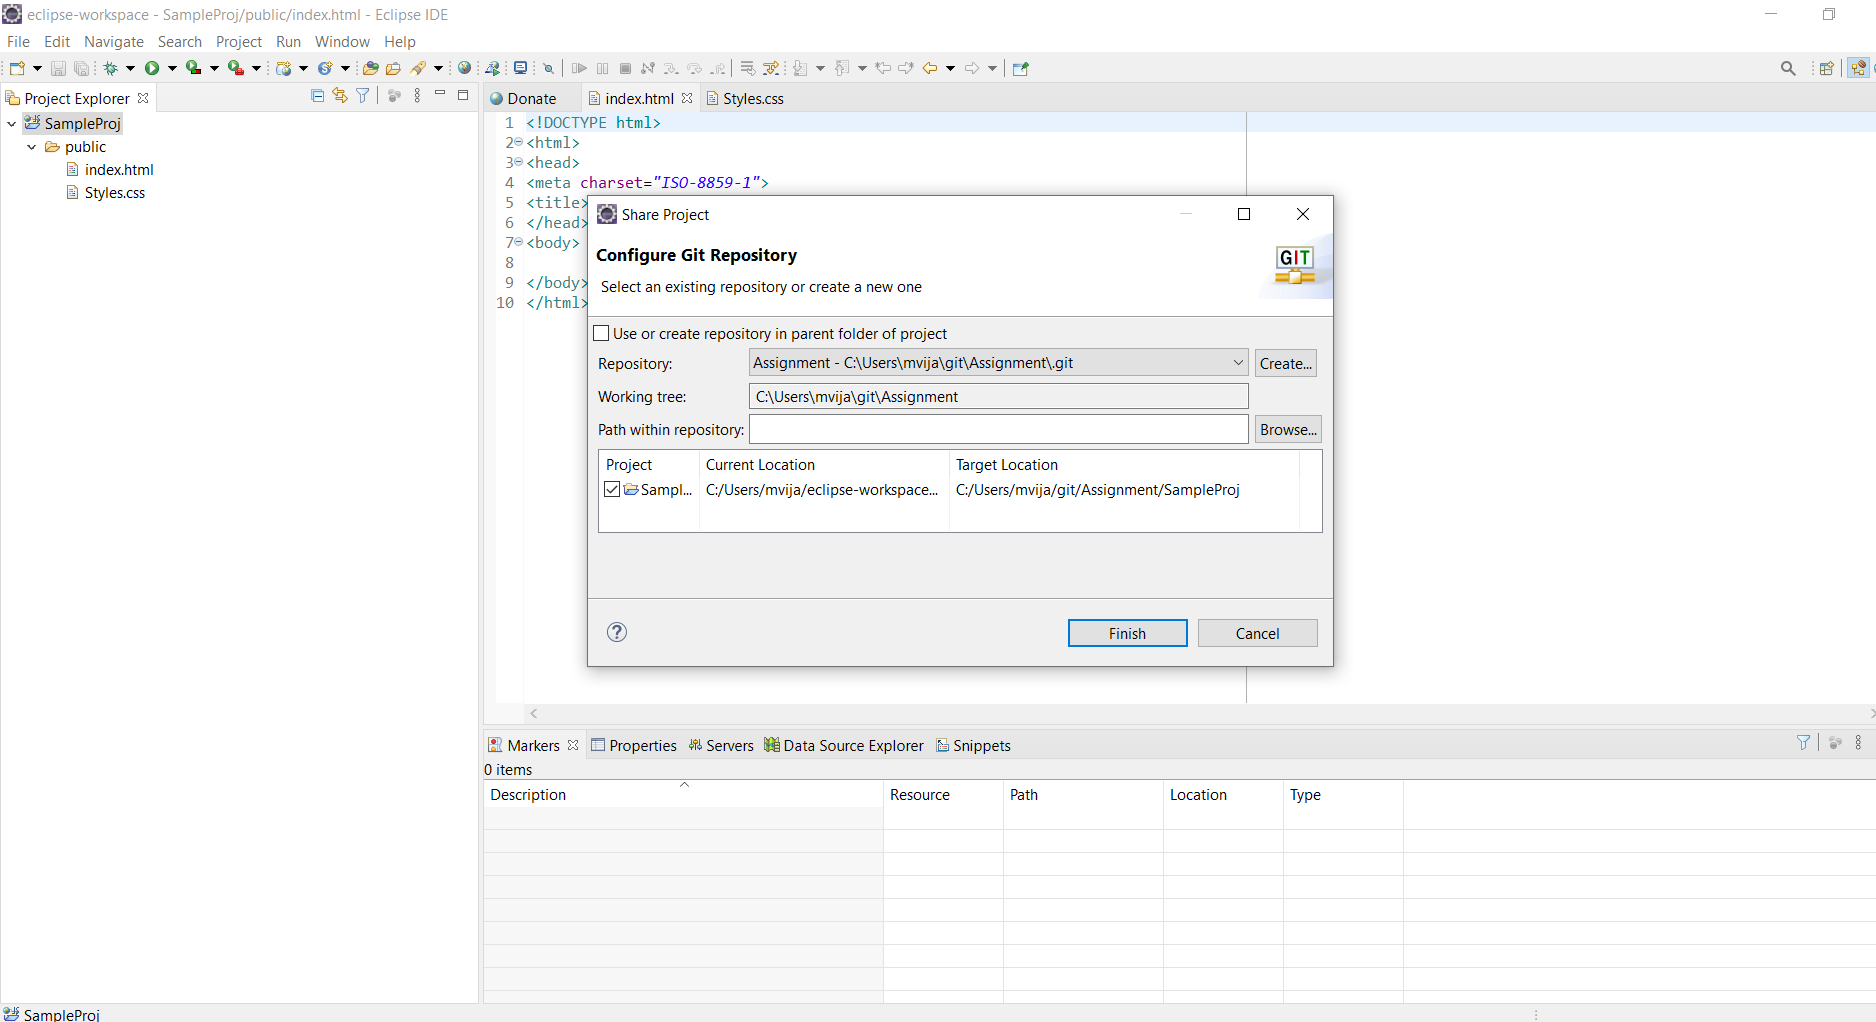 eclipse-workspace - SampleProj/public/index.html - Eclipse IDE
File Edit Navigate Search Project Run Window Help
Project Explorer
SampleProj
public
index.html
Styles.css
Donate index.html Styles.css
1 <!DOCTYPE html>
2 <html>
3 <head>
4 <meta charset="ISO-8859-1">
5 <title>
6 </head>
7 <body>
8
9 </body>
10 </html>
Share Project
Configure Git Repository
Select an existing repository or create a new one
GIT
Use or create repository in parent folder of project
Repository: Assignment - C:\Users\mvija\git\Assignment\.git Create...
Working tree: C:\Users\mvija\git\Assignment
Path within repository: Browse...
Project Current Location Target Location
Sampl... C:/Users/mvija/eclipse-workspace... C:/Users/mvija/git/Assignment/SampleProj
? Finish Cancel
Markers Properties Servers Data Source Explorer Snippets
0 items
Description Resource Path Location Type
SampleProj